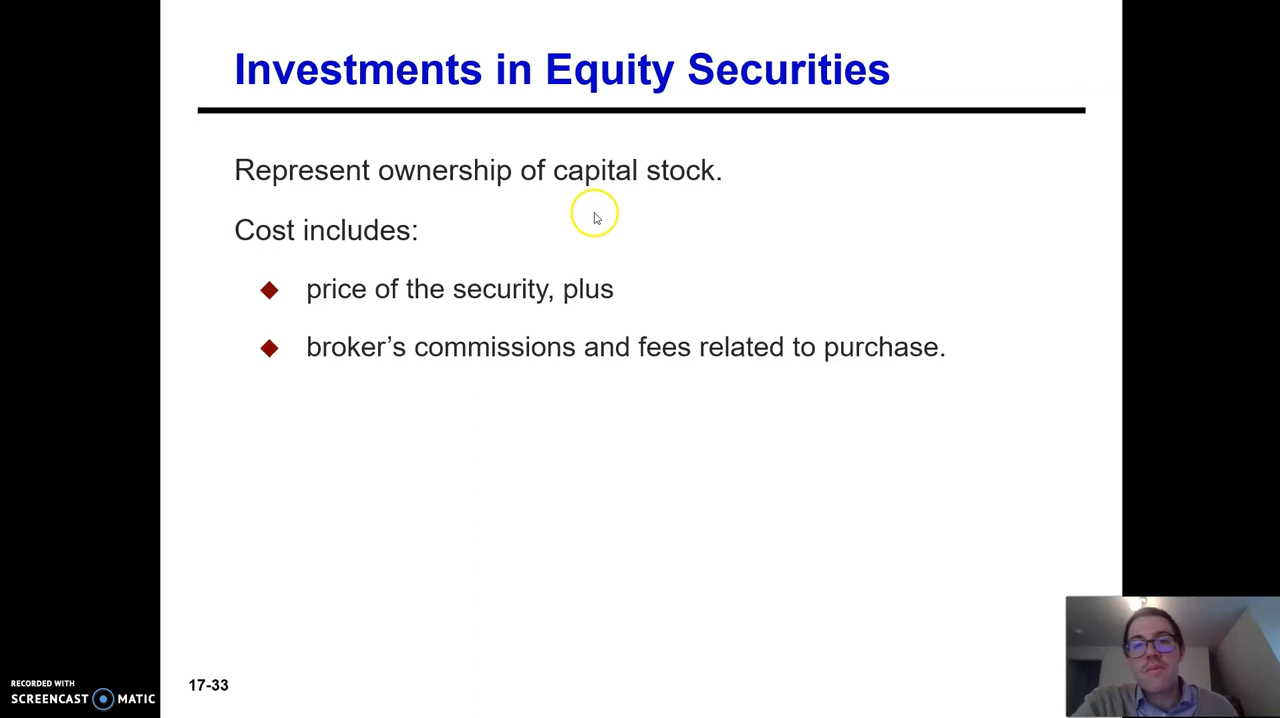 Investments in Equity Securities
Represent ownership of capital stock.
Cost includes:
price of the security, plus
broker’s commissions and fees related to purchase.
17-33
RECORDED WITH
SCREENCAST MATIC